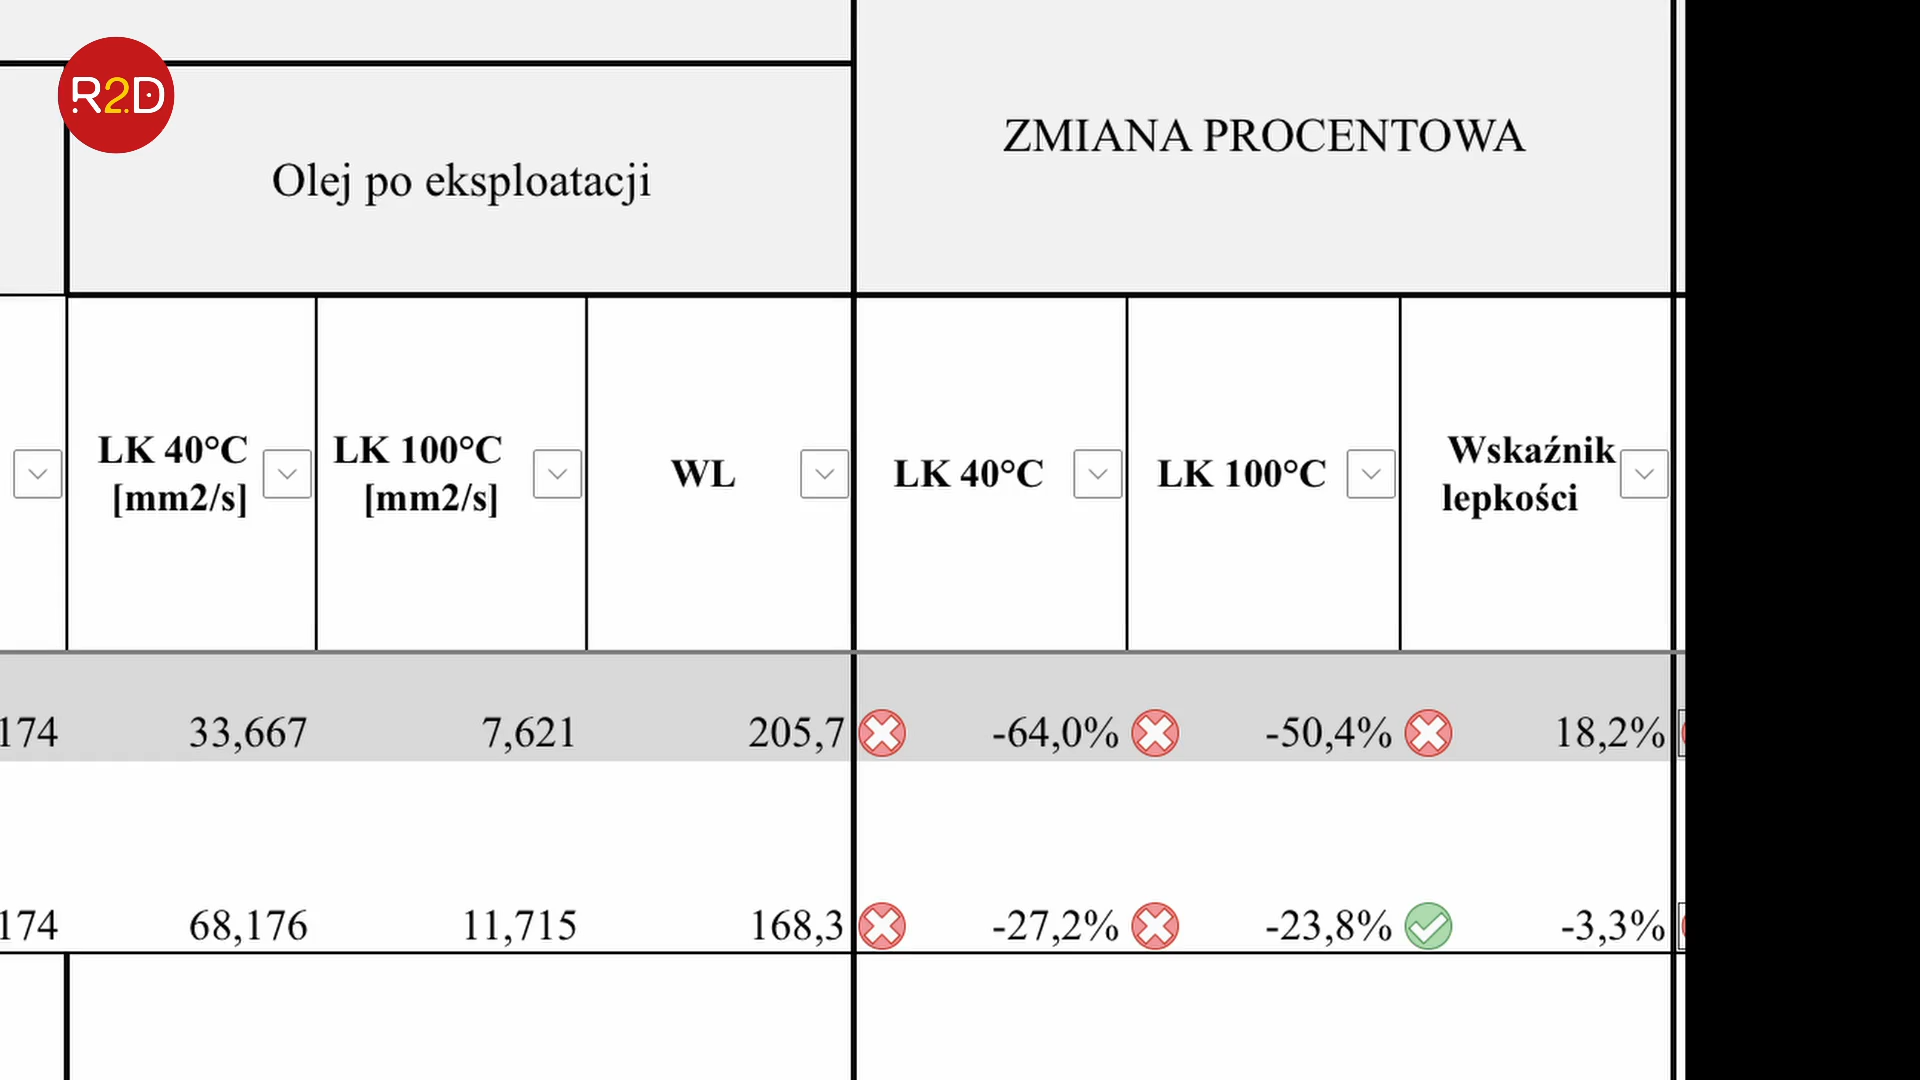 R2D
Olej po eksploatacji
ZMIANA PROCENTOWA
LK 40°C [mm2/s]
LK 100°C [mm2/s]
WL
LK 40°C
LK 100°C
Wskaźnik lepkości
174 33,667 7,621 205,7 -64,0% -50,4% 18,2%
174 68,176 11,715 168,3 -27,2% -23,8% -3,3%